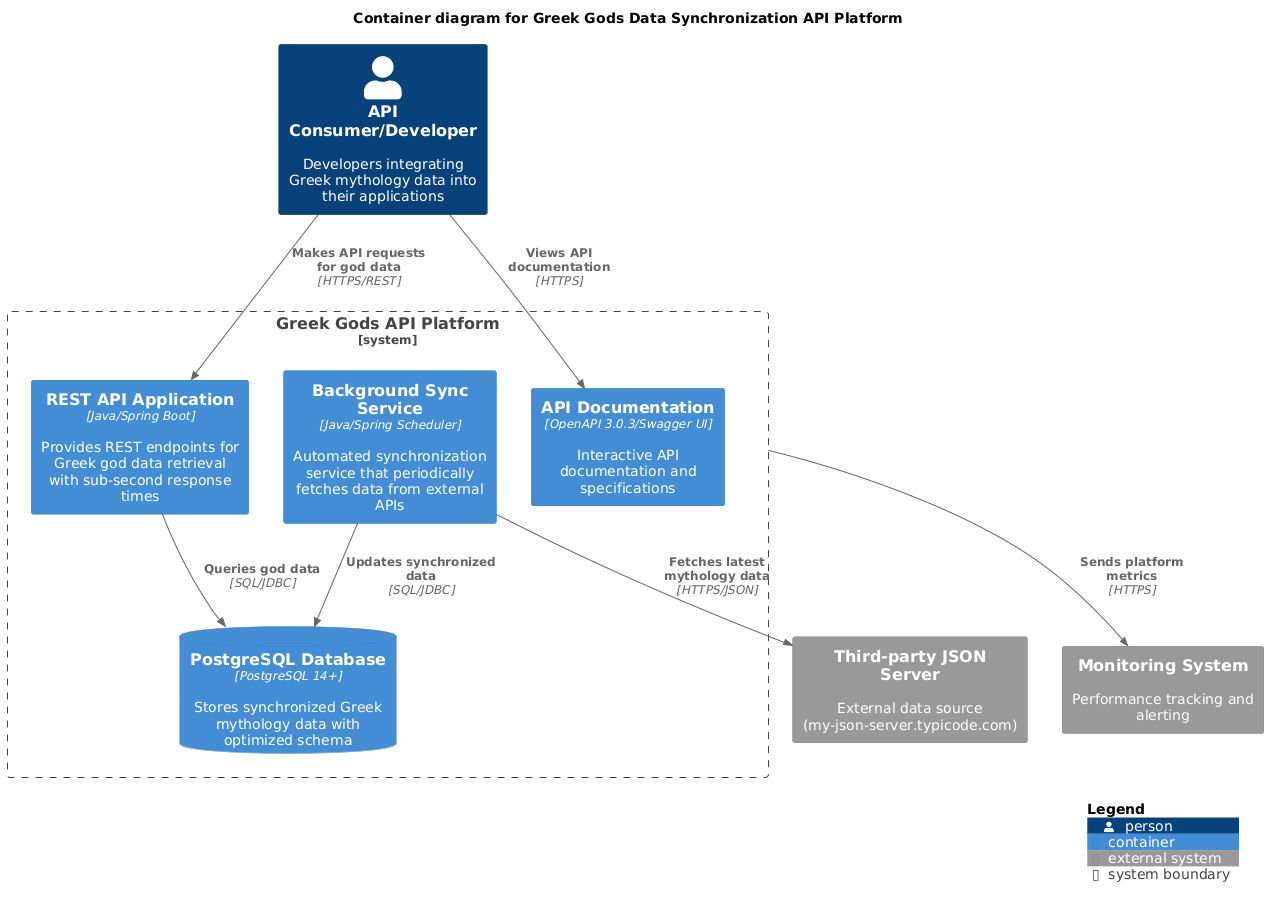 Container diagram for Greek Gods Data Synchronization API Platform
API
Consumer/Developer
Developers integrating
Greek mythology data into
their applications
Makes API requests
for god data
[HTTPS/REST]
Views API
documentation
[HTTPS]
Greek Gods API Platform
[system]
REST API Application
[Java/Spring Boot]
Provides REST endpoints for
Greek god data retrieval
with sub-second response
times
Background Sync
Service
[Java/Spring Scheduler]
Automated synchronization
service that periodically
fetches data from external
APIs
API Documentation
[OpenAPI 3.0.3/Swagger UI]
Interactive API
documentation and
specifications
Queries god data
[SQL/JDBC]
Updates synchronized
data
[SQL/JDBC]
Fetches latest
mythology data
[HTTPS/JSON]
Sends platform
metrics
[HTTPS]
PostgreSQL Database
[PostgreSQL 14+]
Stores synchronized Greek
mythology data with
optimized schema
Third-party JSON
Server
External data source
(my-json-server.typicode.com)
Monitoring System
Performance tracking and
alerting
Legend
person
container
external system
system boundary